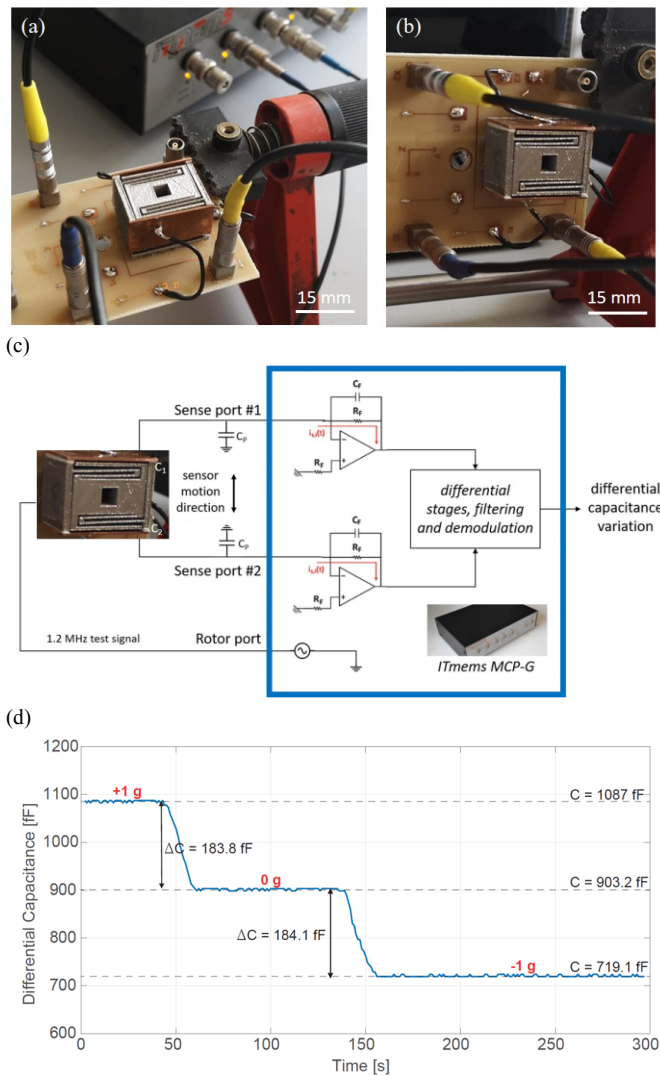 (a)
(b)
15 mm
15 mm
(c)
Sense port #1
C_P
C_F
R_F
i_s,i(t)
R_F
C_1
C_2
sensor
motion
direction
C_P
Sense port #2
C_F
R_F
i_s,i(t)
R_F
differential
stages, filtering
and demodulation
differential
capacitance
variation
1.2 MHz test signal
Rotor port
ITmems MCP-G
(d)
Differential Capacitance [fF]
1200
1100
1000
900
800
700
600
+1 g
C = 1087 fF
ΔC = 183.8 fF
0 g
C = 903.2 fF
ΔC = 184.1 fF
-1 g
C = 719.1 fF
0
50
100
150
200
250
300
Time [s]